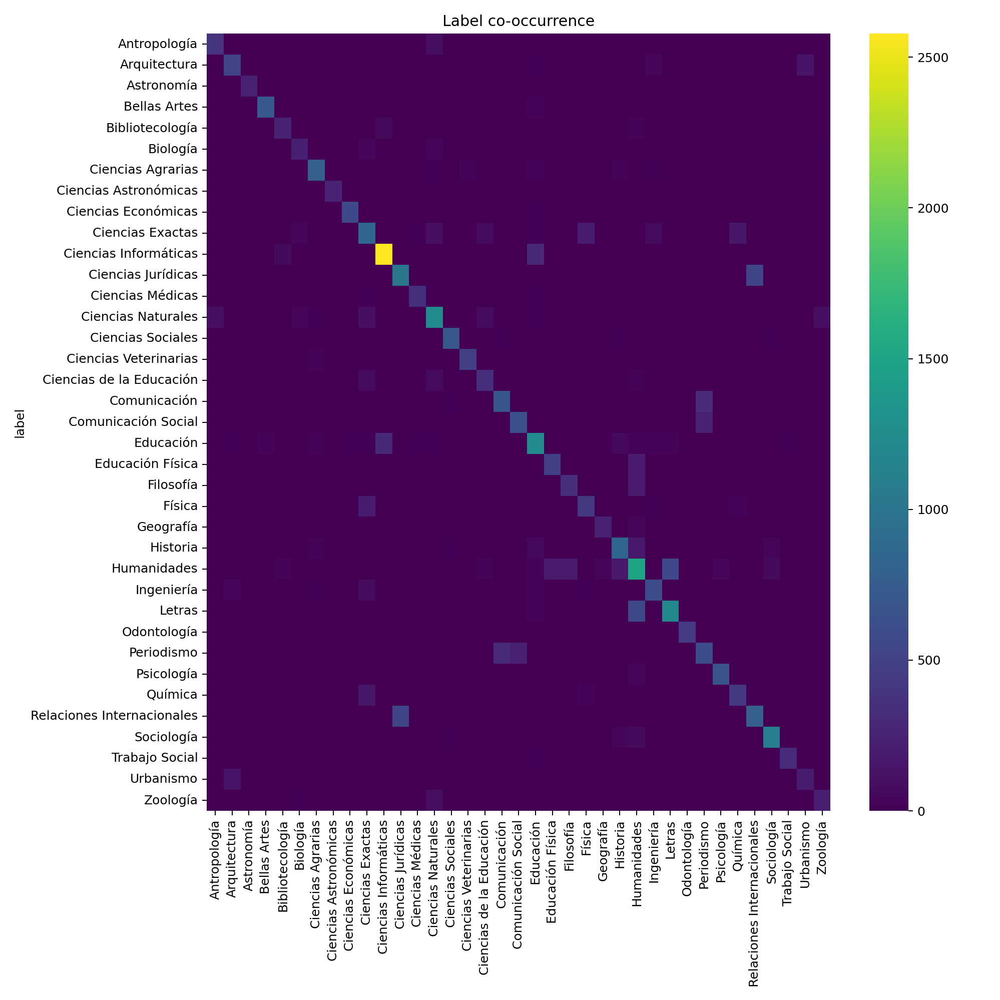 Label co-occurrence
label
Antropología
Arquitectura
Astronomía
Bellas Artes
Bibliotecología
Biología
Ciencias Agrarias
Ciencias Astronómicas
Ciencias Económicas
Ciencias Exactas
Ciencias Informáticas
Ciencias Jurídicas
Ciencias Médicas
Ciencias Naturales
Ciencias Sociales
Ciencias Veterinarias
Ciencias de la Educación
Comunicación
Comunicación Social
Educación
Educación Física
Filosofía
Física
Geografía
Historia
Humanidades
Ingeniería
Letras
Odontología
Periodismo
Psicología
Química
Relaciones Internacionales
Sociología
Trabajo Social
Urbanismo
Zoología
Antropología
Arquitectura
Astronomía
Bellas Artes
Bibliotecología
Biología
Ciencias Agrarias
Ciencias Astronómicas
Ciencias Económicas
Ciencias Exactas
Ciencias Informáticas
Ciencias Jurídicas
Ciencias Médicas
Ciencias Naturales
Ciencias Sociales
Ciencias Veterinarias
Ciencias de la Educación
Comunicación
Comunicación Social
Educación
Educación Física
Filosofía
Física
Geografía
Historia
Humanidades
Ingeniería
Letras
Odontología
Periodismo
Psicología
Química
Relaciones Internacionales
Sociología
Trabajo Social
Urbanismo
Zoología
2500
2000
1500
1000
500
0